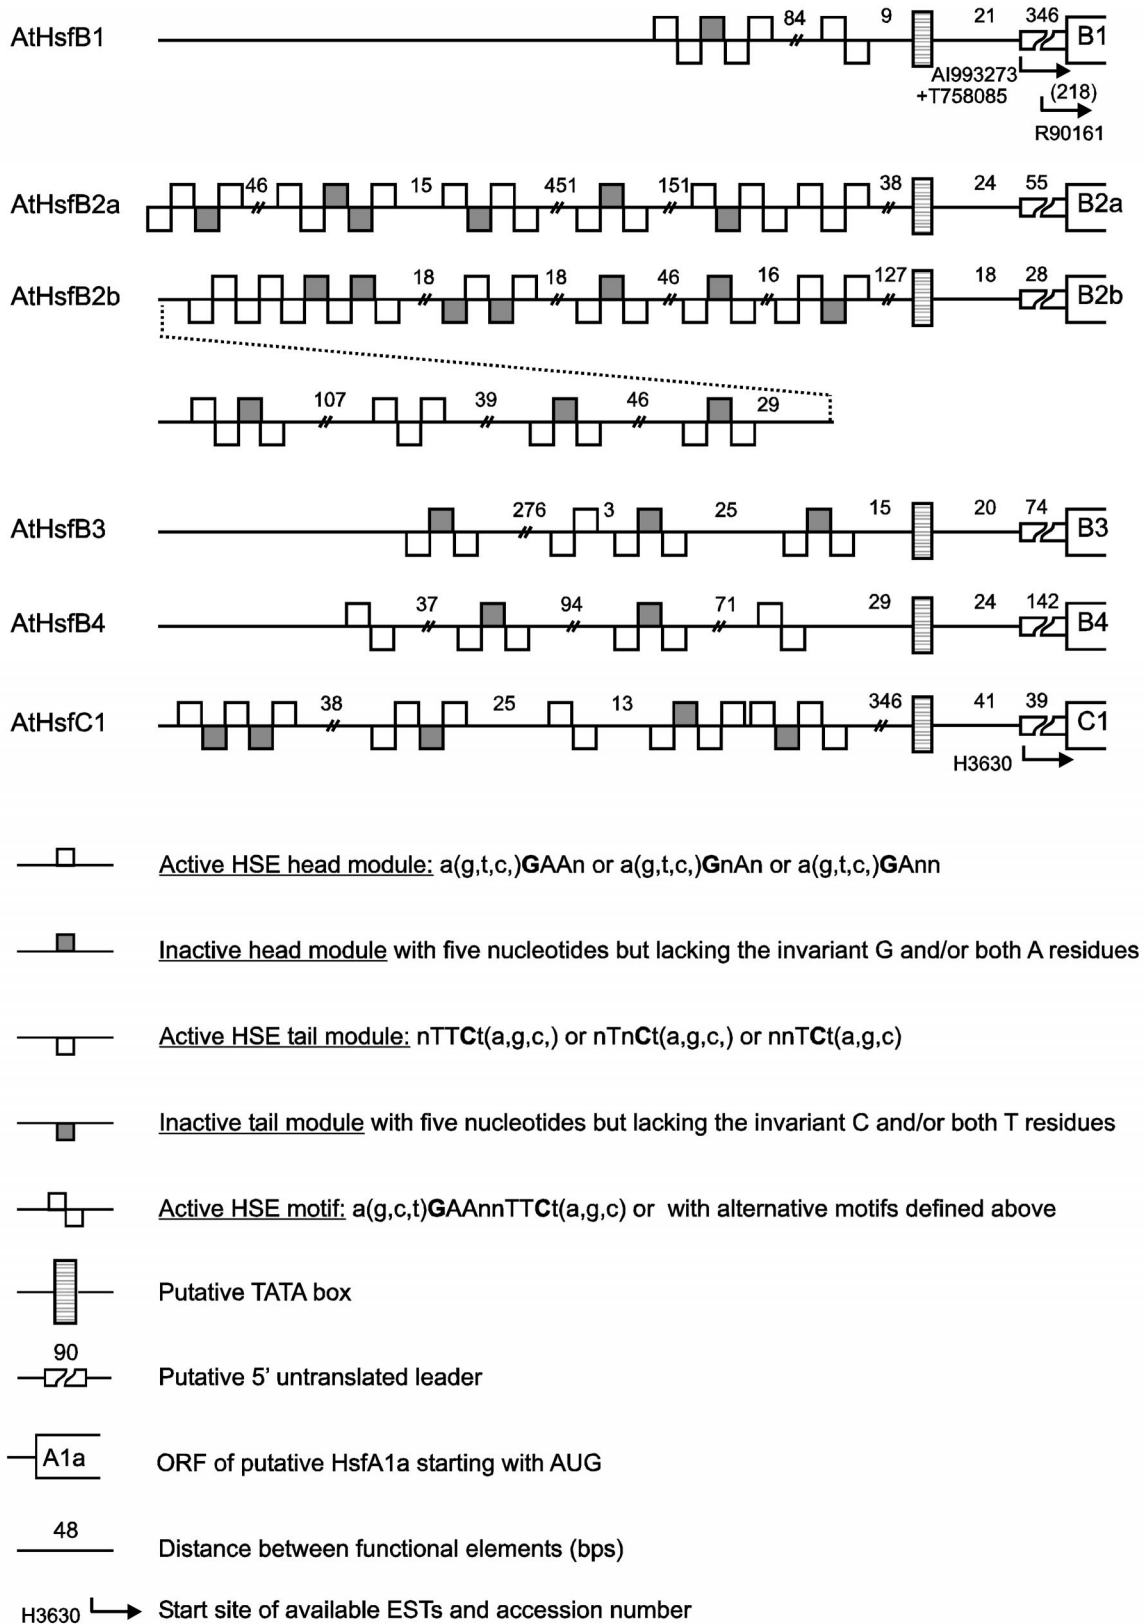 AtHsfB1 84 9 21 346 B1
AI993273
+T758085
(218)
R90161
AtHsfB2a 46 15 451 151 38 24 55 B2a
AtHsfB2b 18 18 46 16 127 18 28 B2b
107 39 46 29
AtHsfB3 276 3 25 15 20 74 B3
AtHsfB4 37 94 71 29 24 142 B4
AtHsfC1 38 25 13 346 41 39 C1
H3630
Active HSE head module: a(g,t,c,)GAAn or a(g,t,c,)GnAn or a(g,t,c,)GAnn
Inactive head module with five nucleotides but lacking the invariant G and/or both A residues
Active HSE tail module: nTTCt(a,g,c,) or nTnCt(a,g,c,) or nnTCt(a,g,c)
Inactive tail module with five nucleotides but lacking the invariant C and/or both T residues
Active HSE motif: a(g,c,t)GAAnnTTCt(a,g,c) or with alternative motifs defined above
Putative TATA box
90
Putative 5' untranslated leader
A1a ORF of putative HsfA1a starting with AUG
48
Distance between functional elements (bps)
H3630 Start site of available ESTs and accession number